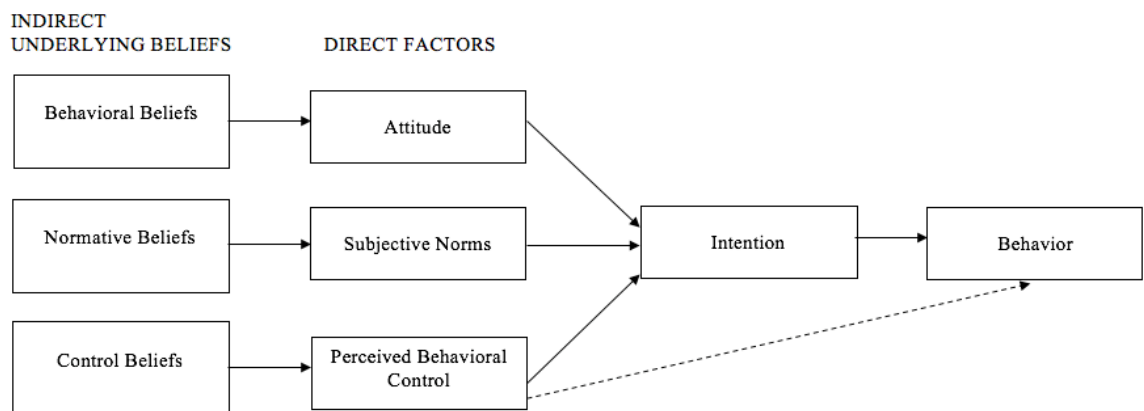 INDIRECT
UNDERLYING BELIEFS
DIRECT FACTORS
Behavioral Beliefs
Attitude
Normative Beliefs
Subjective Norms
Intention
Behavior
Control Beliefs
Perceived Behavioral
Control